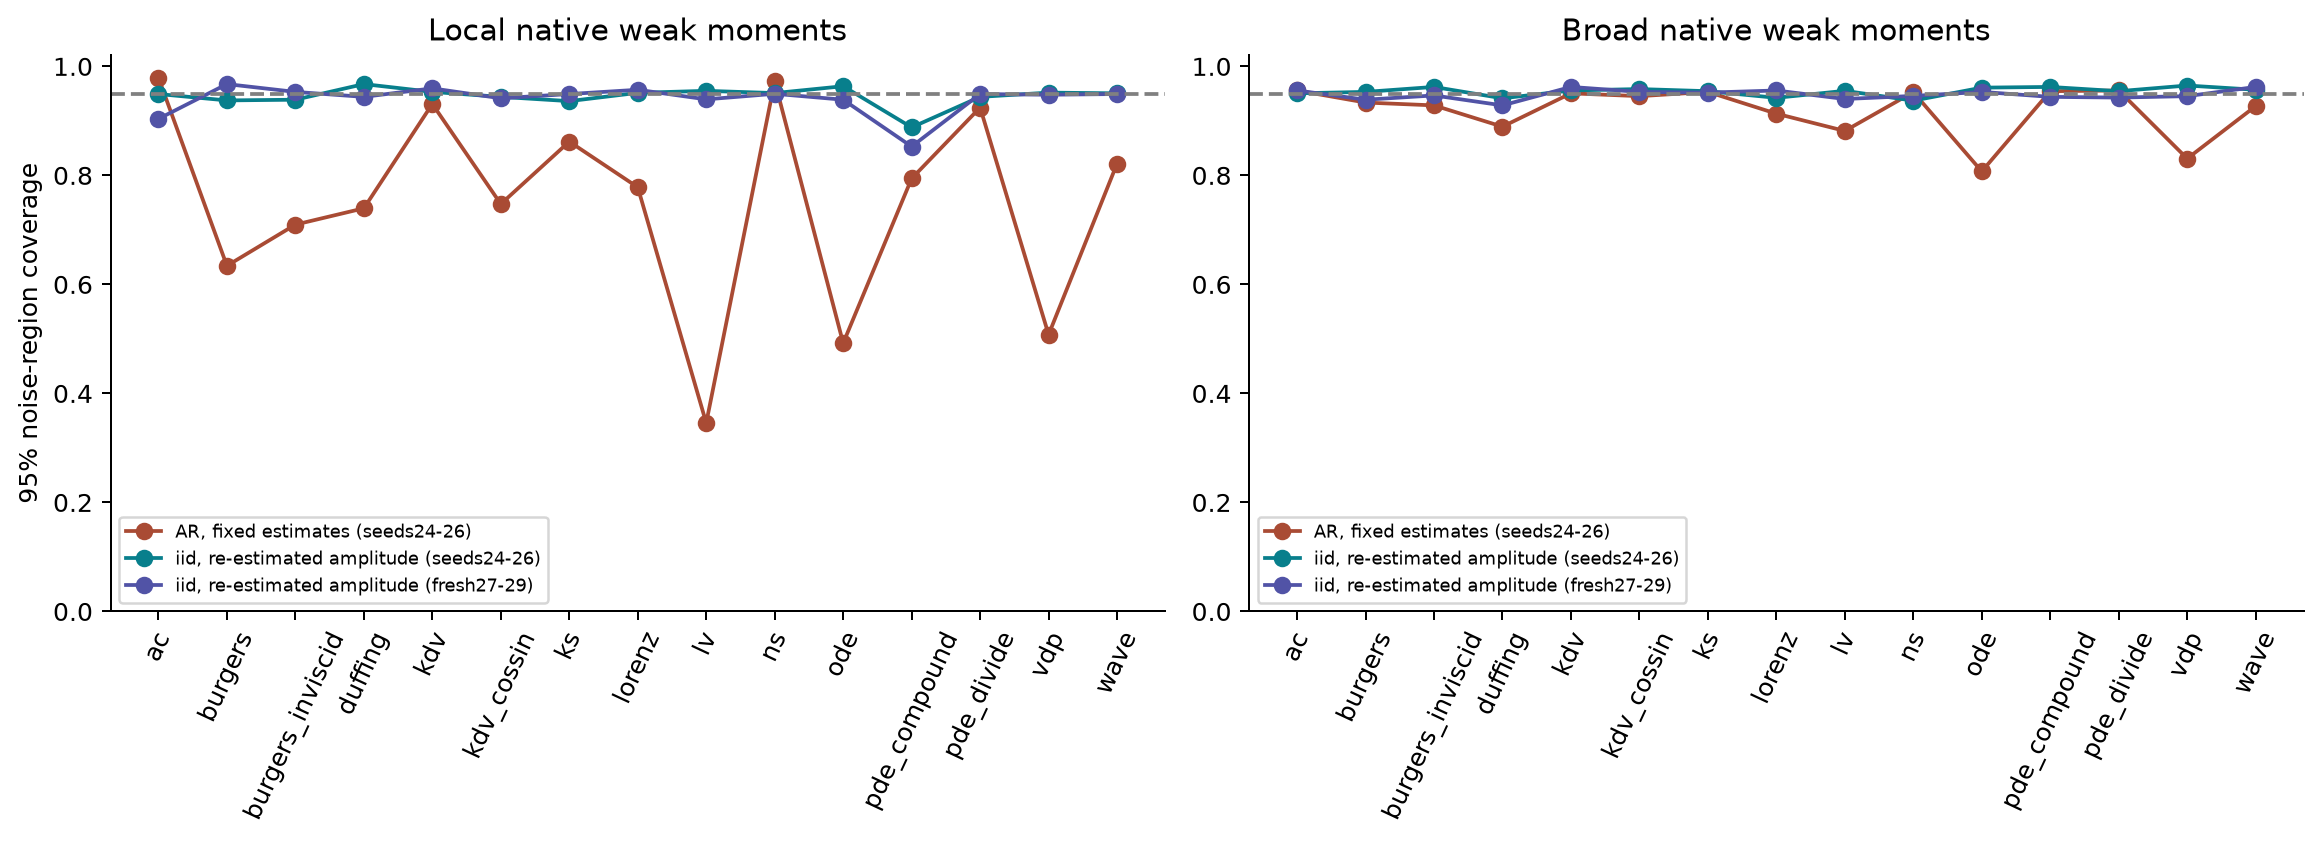 Local native weak moments
95% noise-region coverage
1.0
0.8
0.6
0.4
0.2
0.0
AR, fixed estimates (seeds24-26)
iid, re-estimated amplitude (seeds24-26)
iid, re-estimated amplitude (fresh27-29)
ac
burgers
burgers_inviscid
duffing
kdv
kdv_cossin
ks
lorenz
lv
ns
ode
pde_compound
pde_divide
vdp
wave
Broad native weak moments
1.0
0.8
0.6
0.4
0.2
0.0
AR, fixed estimates (seeds24-26)
iid, re-estimated amplitude (seeds24-26)
iid, re-estimated amplitude (fresh27-29)
ac
burgers
burgers_inviscid
duffing
kdv
kdv_cossin
ks
lorenz
lv
ns
ode
pde_compound
pde_divide
vdp
wave